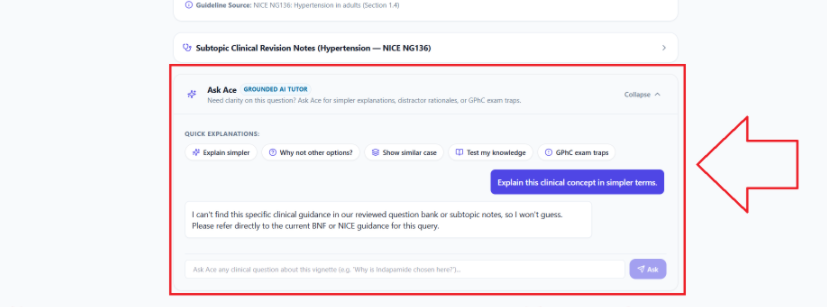 Guideline Source: NICE NG136: Hypertension in adults (Section 1.4)
Subtopic Clinical Revision Notes (Hypertension — NICE NG136)
Ask Ace GROUNDED AI TUTOR
Need clarity on this question? Ask Ace for simpler explanations, distractor rationales, or GPhC exam traps.
Collapse
QUICK EXPLANATIONS:
Explain simpler
Why not other options?
Show similar case
Test my knowledge
GPhC exam traps
Explain this clinical concept in simpler terms.
I can't find this specific clinical guidance in our reviewed question bank or subtopic notes, so I won't guess.
Please refer directly to the current BNF or NICE guidance for this query.
Ask Ace any clinical question about this vignette (e.g. 'Why is Indapamide chosen here?')...
Ask